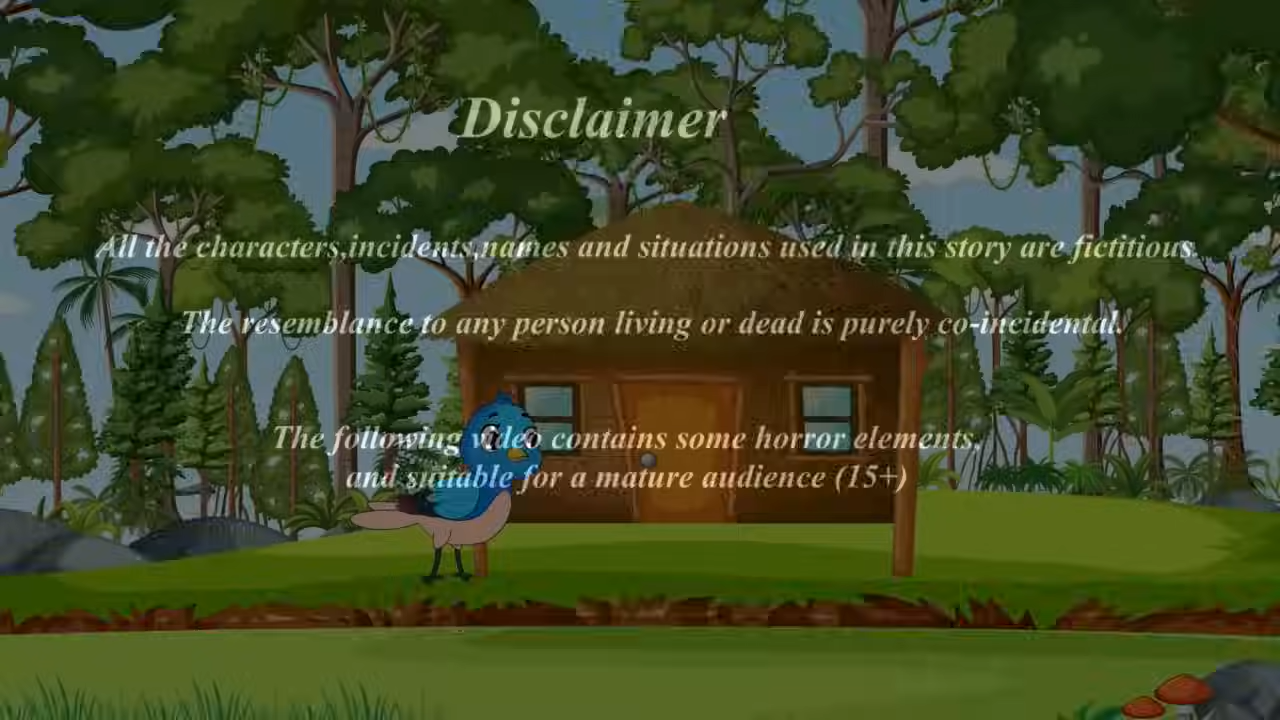 Disclaimer
All the characters,incidents,names and situations used in this story are fictitious.
The resemblance to any person living or dead is purely co-incidental.
The following video contains some horror elements,
and suitable for a mature audience (15+)